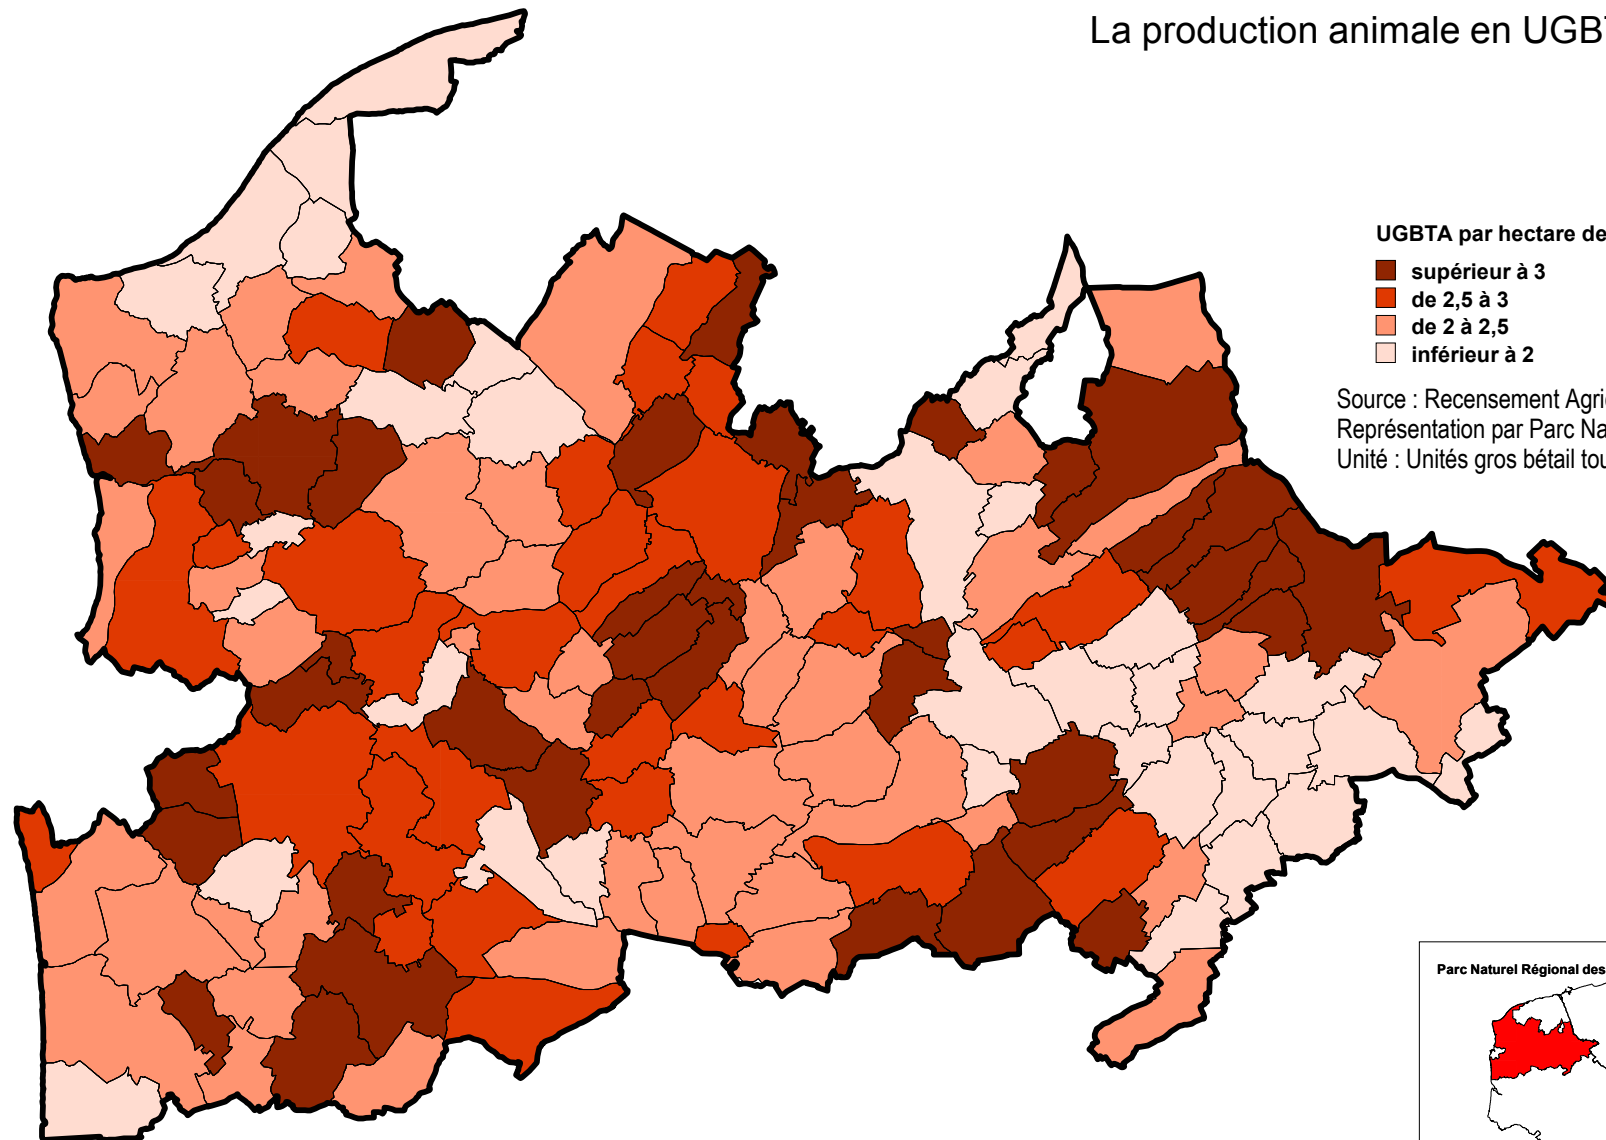 La production animale en UGBT
UGBTA par hectare de
supérieur à 3
de 2,5 à 3
de 2 à 2,5
inférieur à 2
Source : Recensement Agri
Représentation par Parc Na
Unité : Unités gros bétail tou
Parc Naturel Régional des